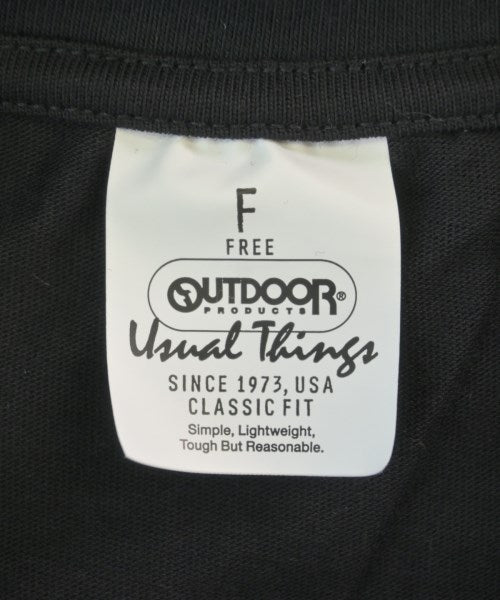 F
FREE
OUTDOOR®
PRODUCTS
Usual Things
SINCE 1973, USA
CLASSIC FIT
Simple, Lightweight,
Tough But Reasonable.